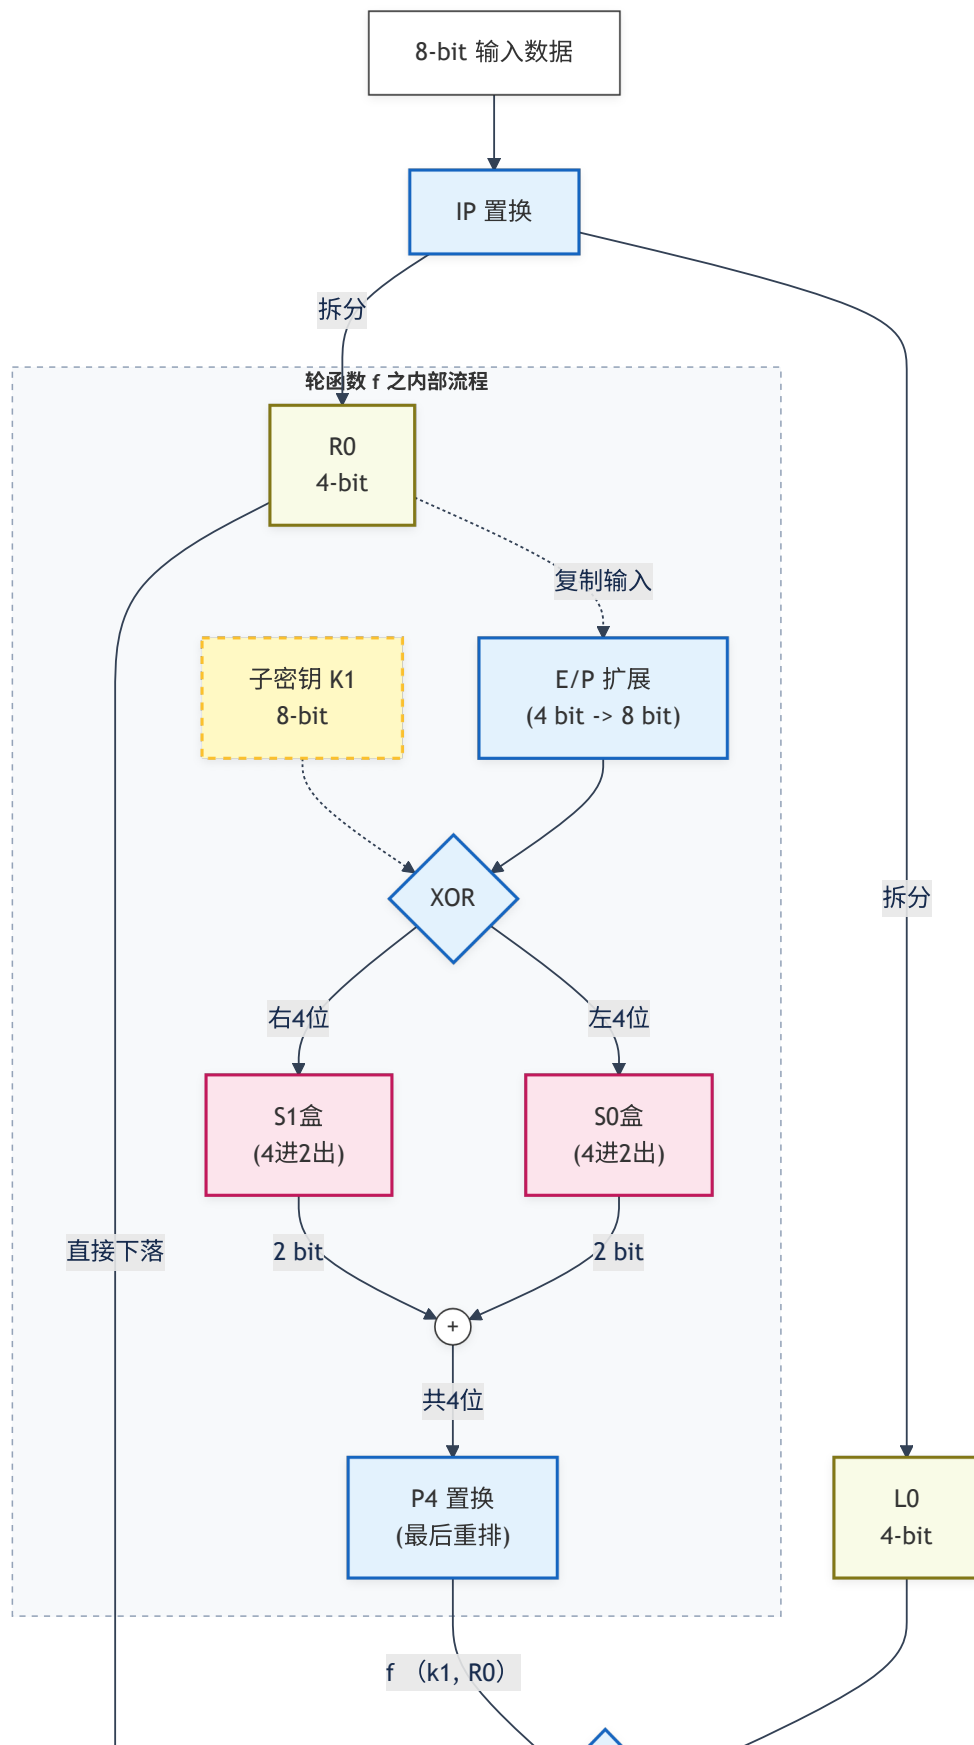 8-bit 输入数据
IP 置换
拆分
轮函数 f 之内部流程
R0
4-bit
复制输入
子密钥 K1
8-bit
E/P 扩展
(4 bit -> 8 bit)
XOR
拆分
右4位
左4位
S1盒
(4进2出)
S0盒
(4进2出)
直接下落
2 bit
2 bit
+
共4位
P4 置换
(最后重排)
L0
4-bit
f （k1, R0）